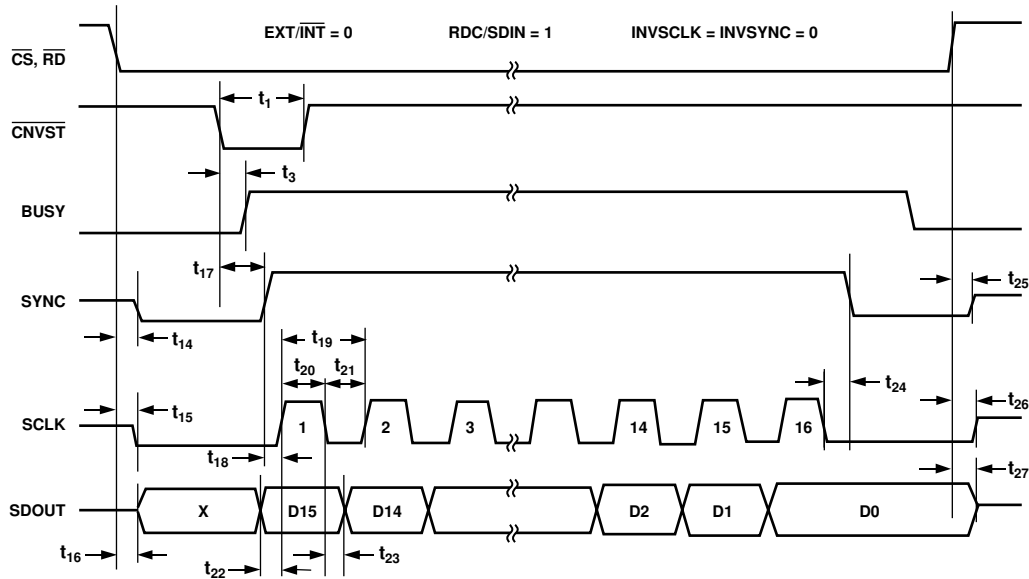 EXT/INT = 0 RDC/SDIN = 1 INVSCLK = INVSYNC = 0
CS, RD
t1
CNVST
t3
BUSY
t17
SYNC
t25
t14
t19
t20 t21
t24
t15
t26
SCLK
1 2 3 14 15 16
t18
t27
SDOUT
X D15 D14 D2 D1 D0
t16
t22
t23